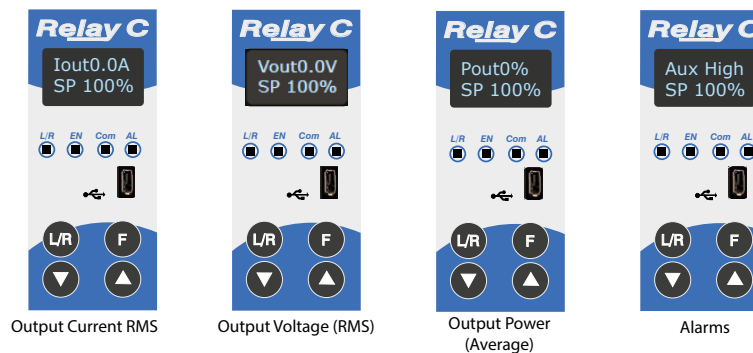 Relay C
Iout0.0A
SP 100%
L/R EN Com AL
L/R F
Output Current RMS
Relay C
Vout0.0V
SP 100%
L/R EN Com AL
L/R F
Output Voltage (RMS)
Relay C
Pout0%
SP 100%
L/R EN Com AL
L/R F
Output Power
(Average)
Relay C
Aux High
SP 100%
L/R EN Com AL
L/R F
Alarms